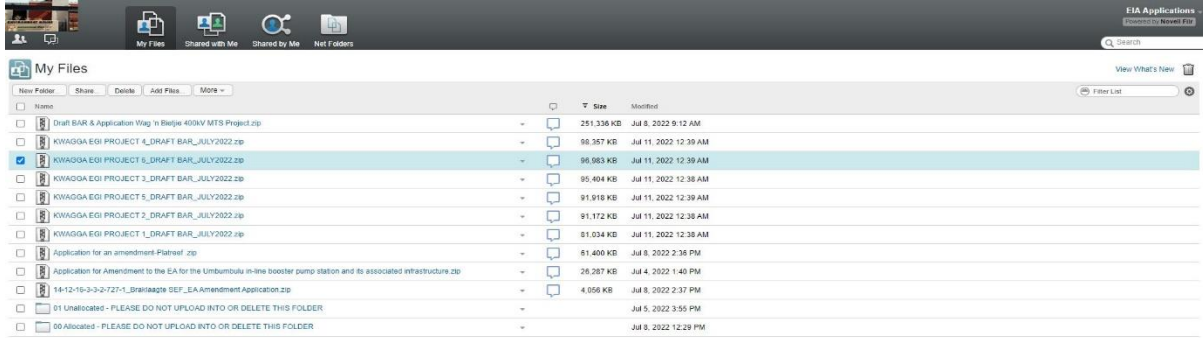 EIA Applications
Powered by Novell Filr
My Files Shared with Me Shared by Me Net Folders
Search
My Files
View What's New
New Folder... Share... Delete Add Files... More
Filter List
Name Size Modified
Draft BAR & Application Wag 'n Bietjie 400kV MTS Project.zip 251,336 KB Jul 8, 2022 9:12 AM
KWAGGA EGI PROJECT 4_DRAFT BAR_JULY2022.zip 98,357 KB Jul 11, 2022 12:39 AM
KWAGGA EGI PROJECT 6_DRAFT BAR_JULY2022.zip 96,983 KB Jul 11, 2022 12:39 AM
KWAGGA EGI PROJECT 3_DRAFT BAR_JULY2022.zip 95,404 KB Jul 11, 2022 12:38 AM
KWAGGA EGI PROJECT 5_DRAFT BAR_JULY2022.zip 91,918 KB Jul 11, 2022 12:39 AM
KWAGGA EGI PROJECT 2_DRAFT BAR_JULY2022.zip 91,172 KB Jul 11, 2022 12:38 AM
KWAGGA EGI PROJECT 1_DRAFT BAR_JULY2022.zip 81,034 KB Jul 11, 2022 12:38 AM
Application for an amendment-Platreef .zip 61,400 KB Jul 8, 2022 2:36 PM
Application for Amendment to the EA for the Umbumbulu in-line booster pump station and its associated infrastructure.zip 26,287 KB Jul 4, 2022 1:40 PM
14-12-16-3-3-2-727-1_Braklaagte SEF_EA Amendment Application.zip 4,056 KB Jul 8, 2022 2:37 PM
01 Unallocated - PLEASE DO NOT UPLOAD INTO OR DELETE THIS FOLDER Jul 5, 2022 3:55 PM
00 Allocated - PLEASE DO NOT UPLOAD INTO OR DELETE THIS FOLDER Jul 8, 2022 12:29 PM